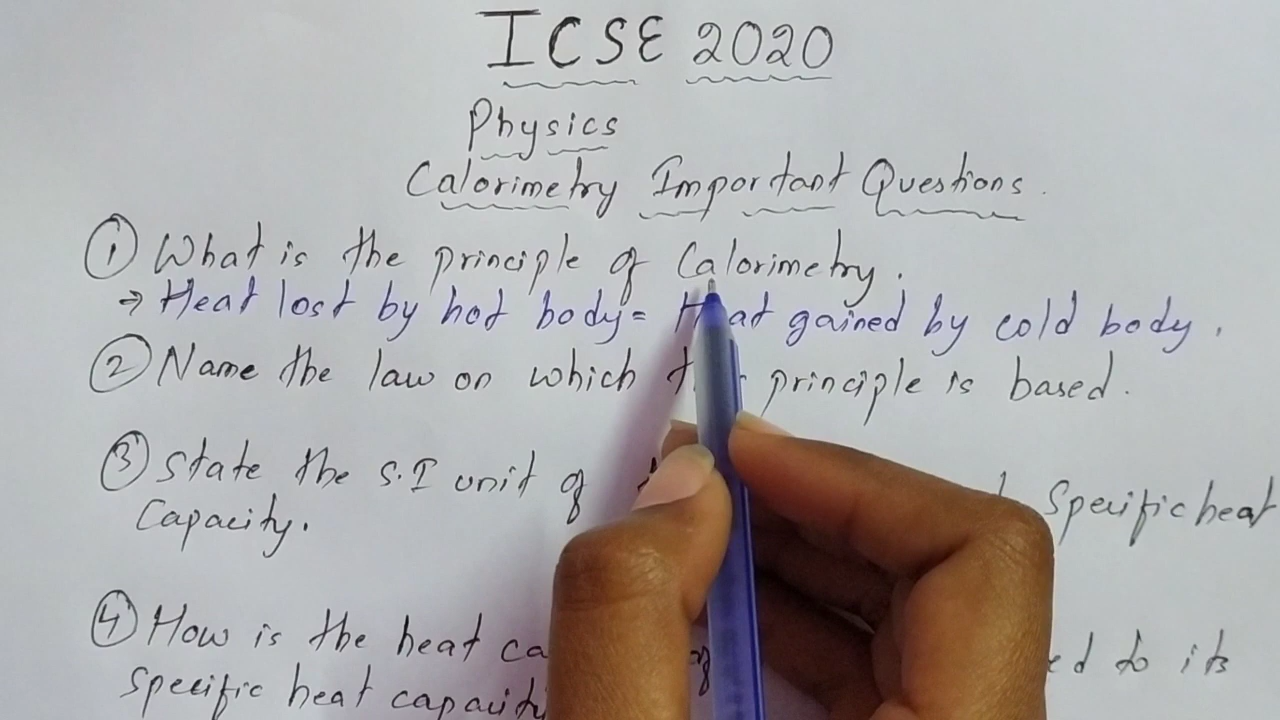 ICSE 2020
Physics
Calorimetry Important Questions.
① What is the principle of Calorimetry.
→ Heat lost by hot body = Heat gained by cold body.
② Name the law on which principle is based.
③ State the S.I unit of Specific heat
Capacity.
④ How is the heat to its
specific heat